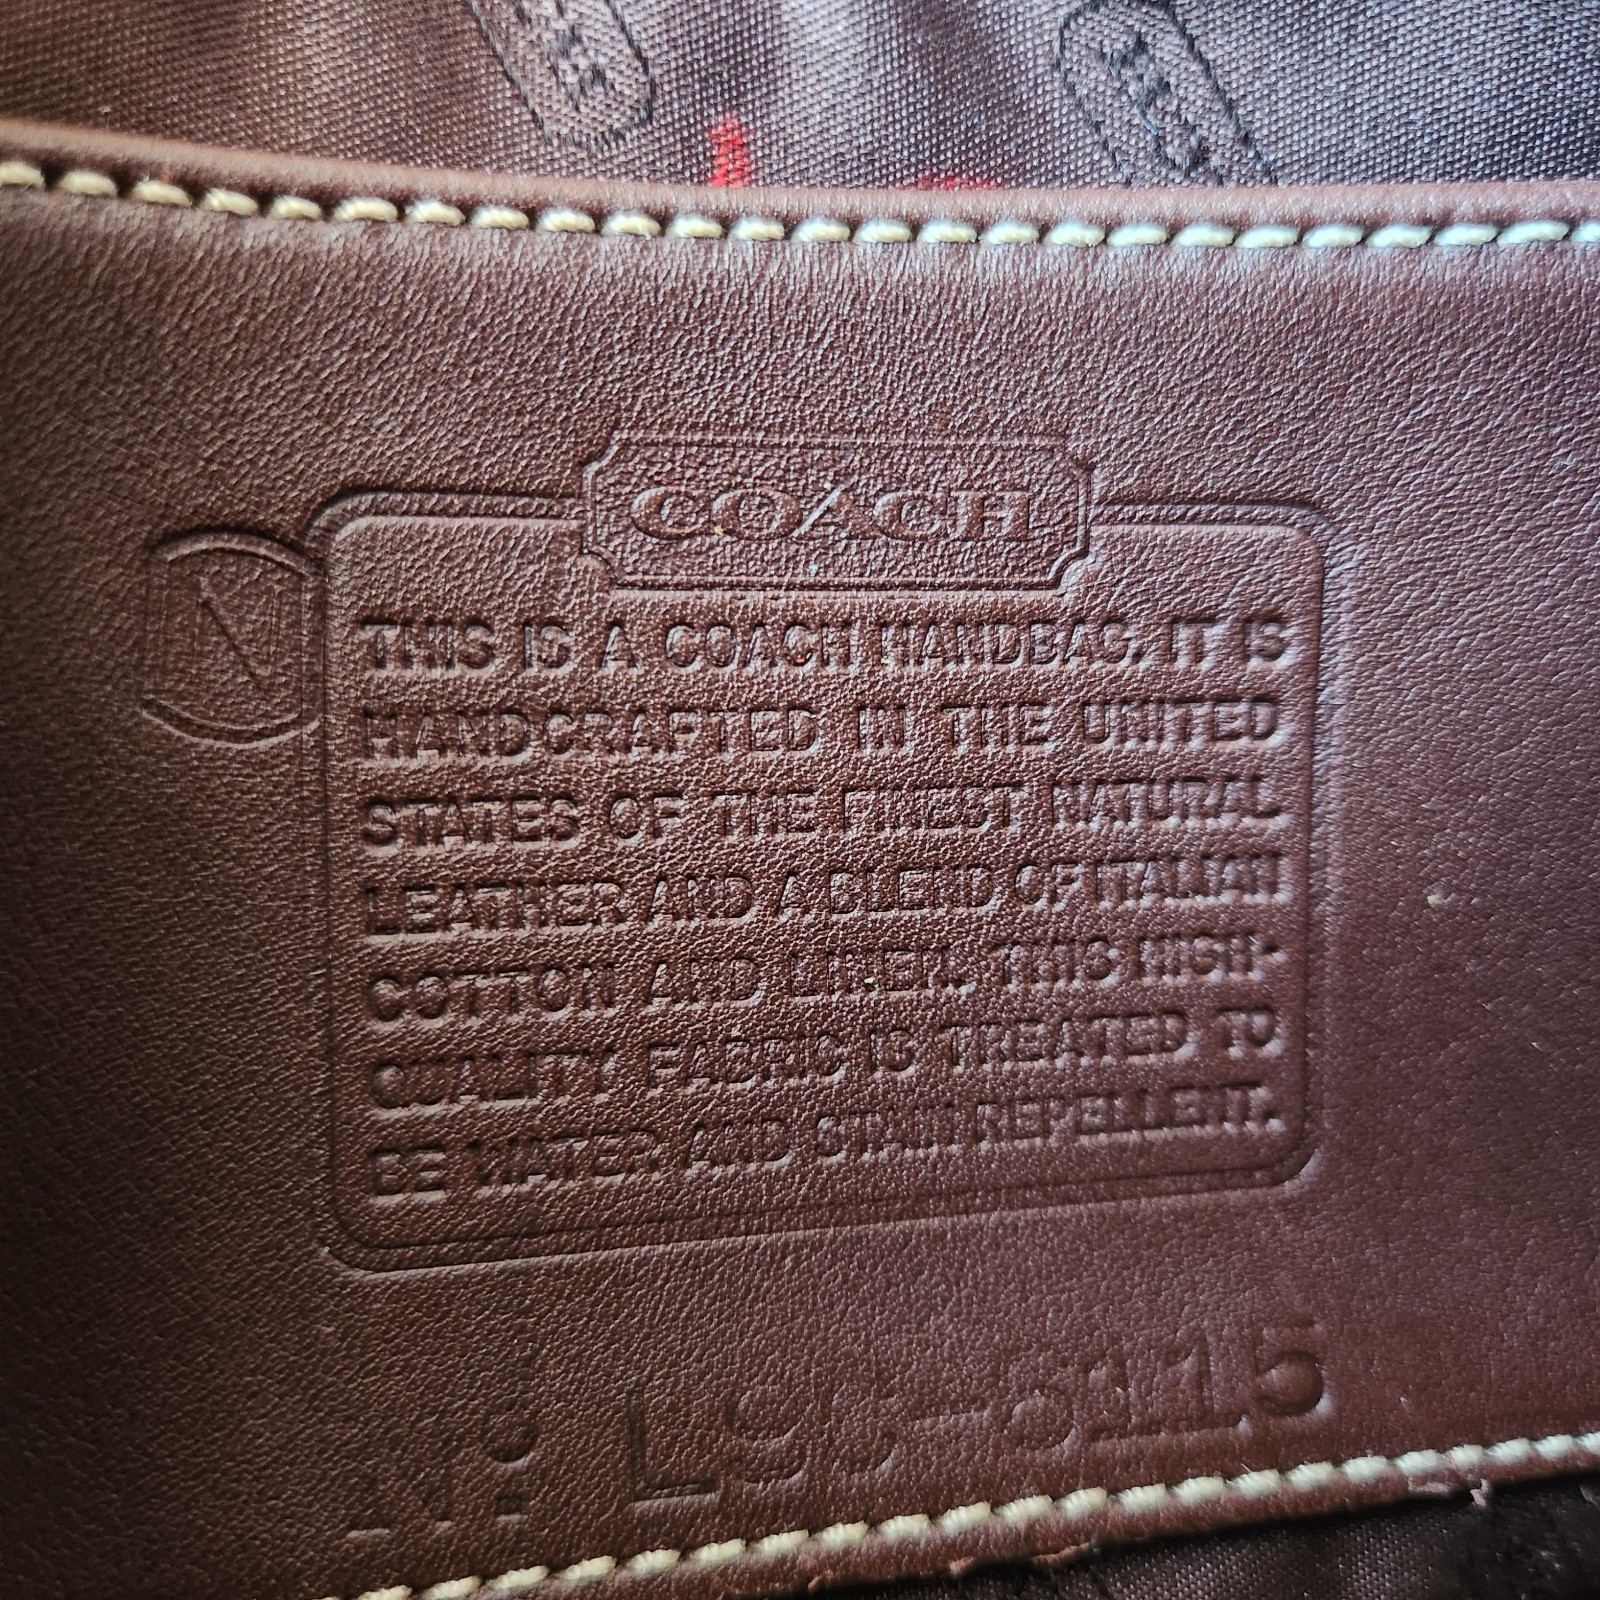 COACH
THIS IS A COACH HANDBAG. IT IS
HANDCRAFTED IN THE UNITED
STATES OF THE FINEST NATURAL
LEATHER AND A BLEND OF ITALIAN
COTTON AND LINEN. THIS HIGH-
QUALITY FABRIC IS TREATED TO
BE WATER AND STAIN REPELLENT.